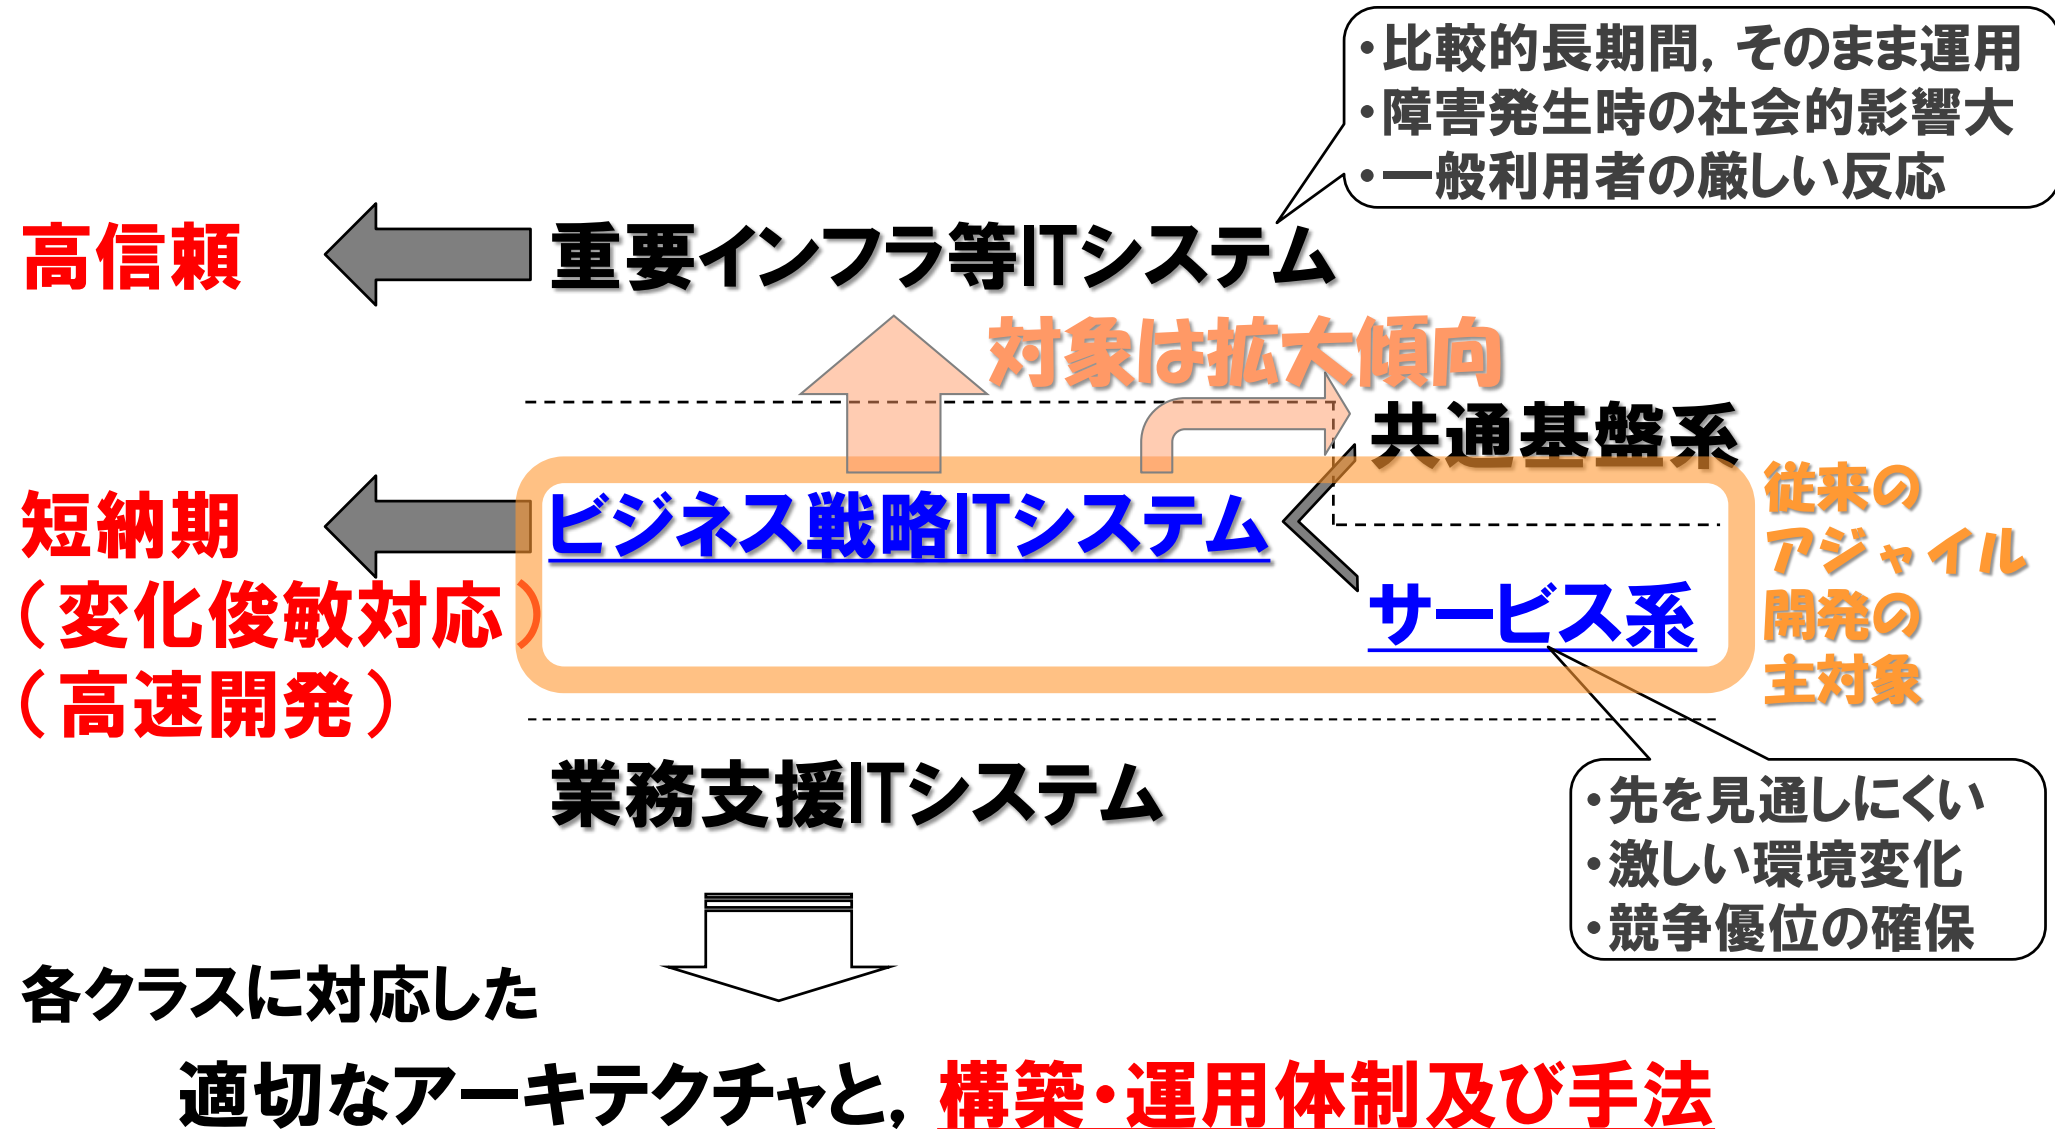 ・比較的長期間，そのまま運用
・障害発生時の社会的影響大
・一般利用者の厳しい反応
高信頼
重要インフラ等ITシステム
対象は拡大傾向
共通基盤系
短納期
（変化俊敏対応）
（高速開発）
ビジネス戦略ITシステム
サービス系
従来の
アジャイル
開発の
主対象
業務支援ITシステム
・先を見通しにくい
・激しい環境変化
・競争優位の確保
各クラスに対応した
適切なアーキテクチャと，構築・運用体制及び手法